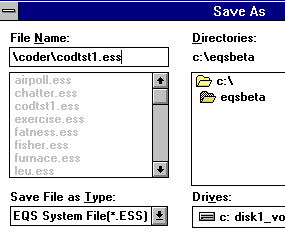 Save As
File Name:
Directories:
\coder\codtst1.ess
c:\eqsbeta
airpoll.ess
chatter.ess
codtst1.ess
exercise.ess
fatness.ess
fisher.ess
furnace.ess
leu.ess
c:\
eqsbeta
Save File as Type:
Drives:
EQS System File(*.ESS)
c: disk1_vo